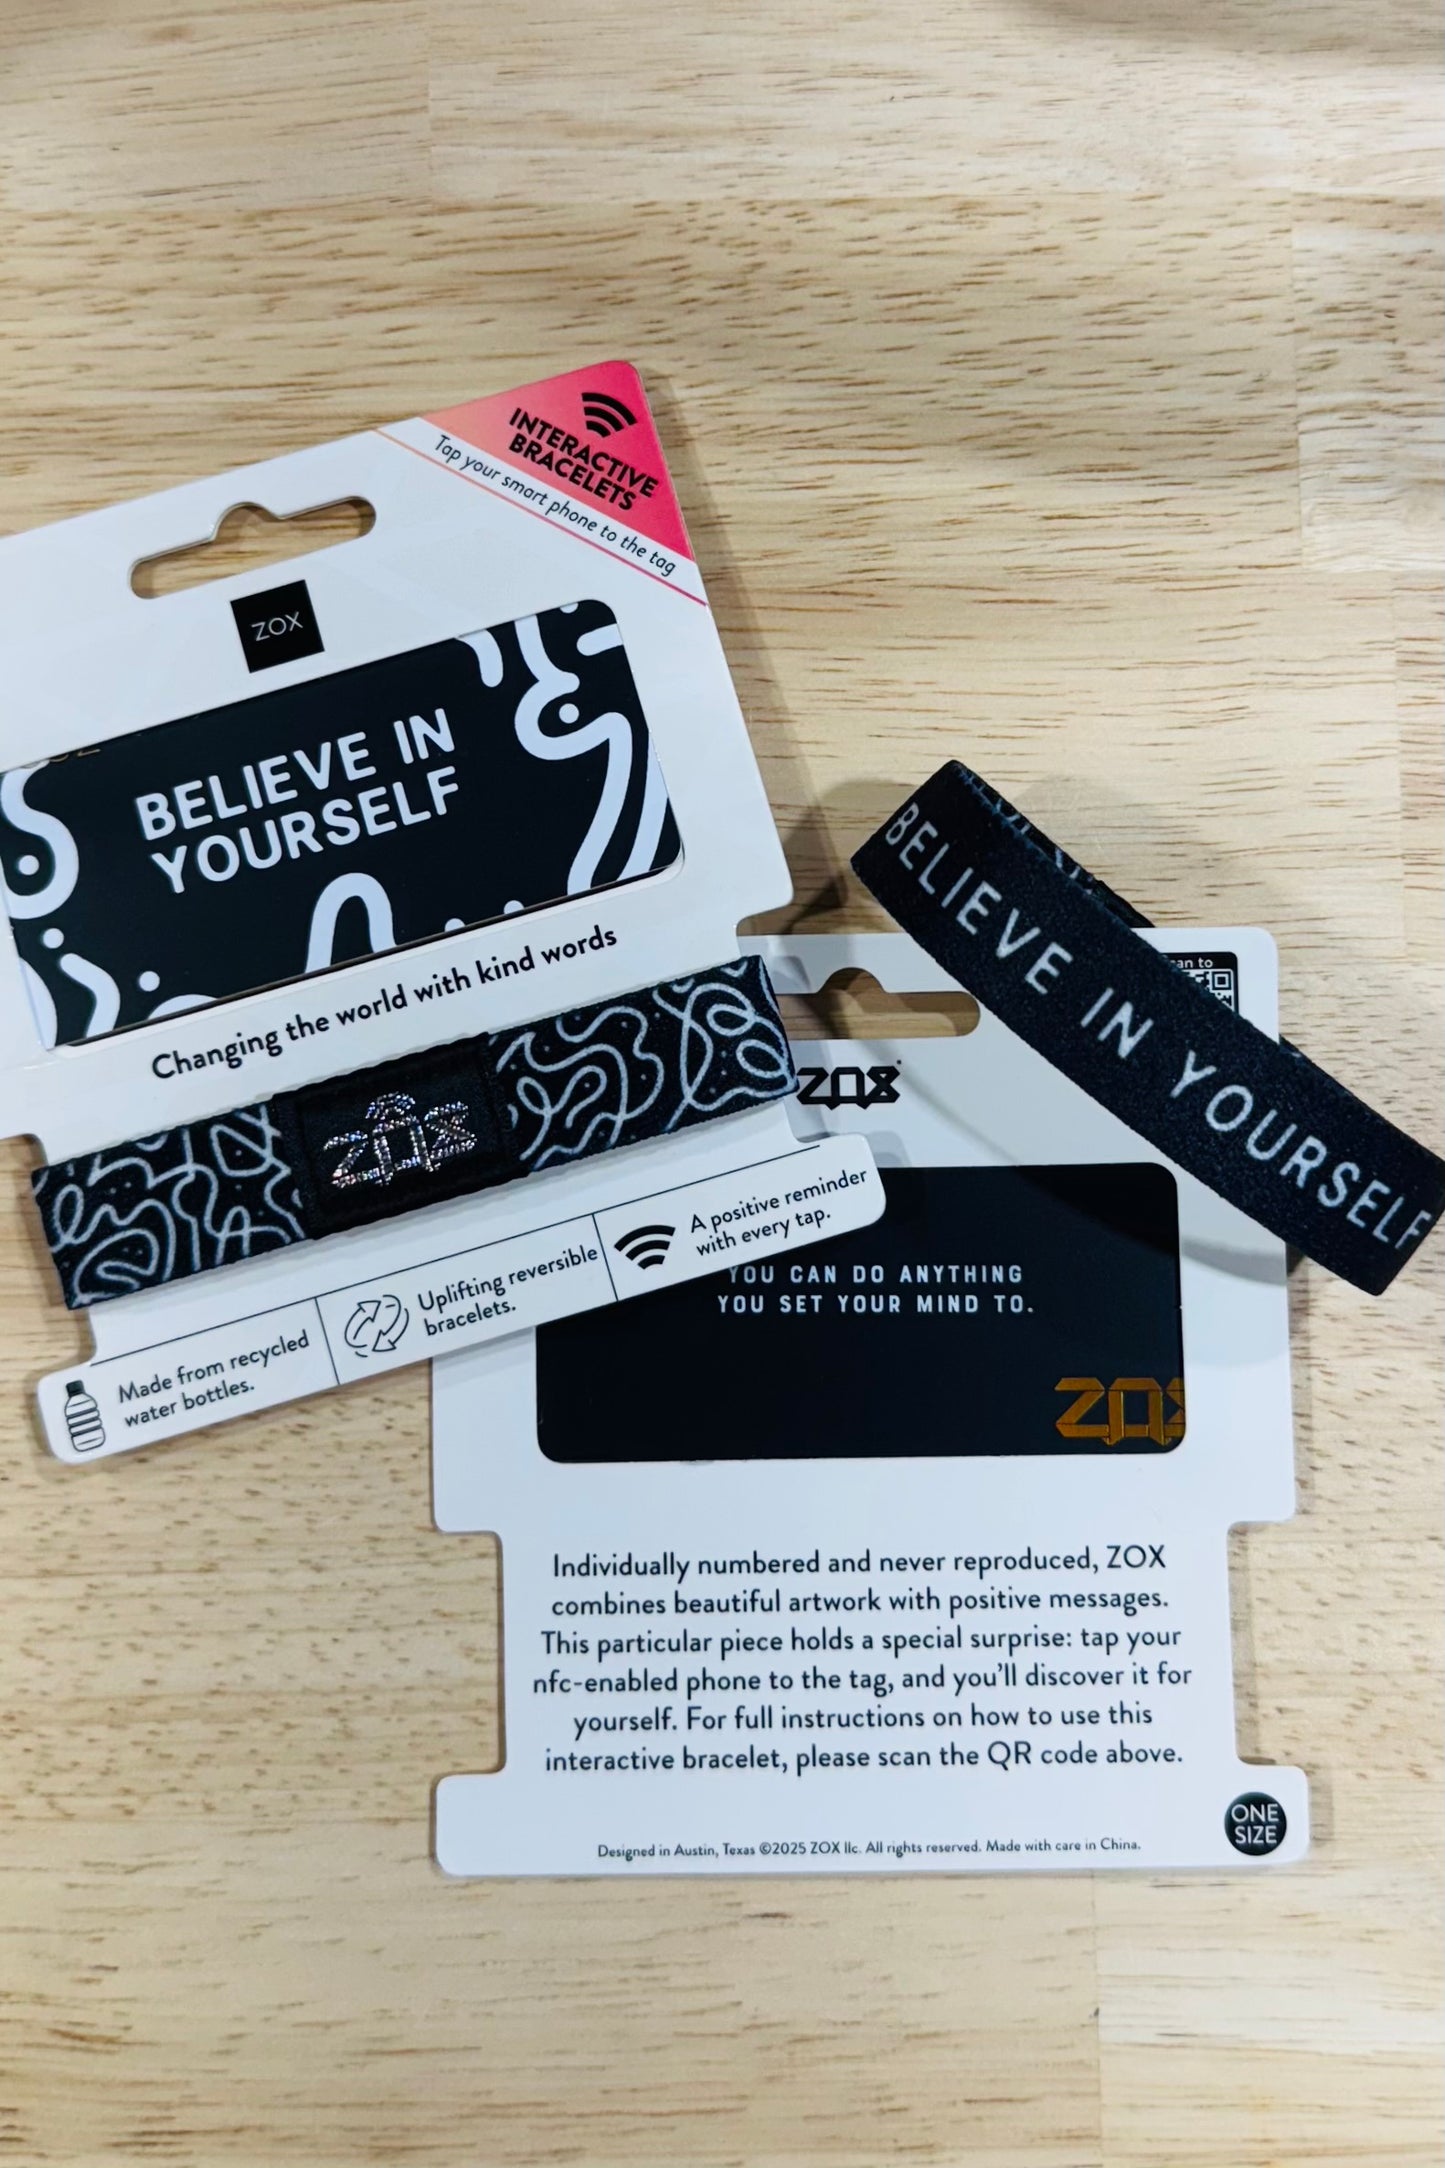 INTERACTIVE
BRACELETS
Tap your smart phone to the tag
ZOX
BELIEVE IN
YOURSELF
Changing the world with kind words
ZOX
Made from recycled
water bottles.
Uplifting reversible
bracelets.
A positive reminder
with every tap.
BELIEVE IN YOURSELF
to
ZOX
YOU CAN DO ANYTHING
YOU SET YOUR MIND TO.
ZOX
Individually numbered and never reproduced, ZOX
combines beautiful artwork with positive messages.
This particular piece holds a special surprise: tap your
nfc-enabled phone to the tag, and you'll discover it for
yourself. For full instructions on how to use this
interactive bracelet, please scan the QR code above.
ONE
SIZE
Designed in Austin, Texas ©2025 ZOX llc. All rights reserved. Made with care in China.